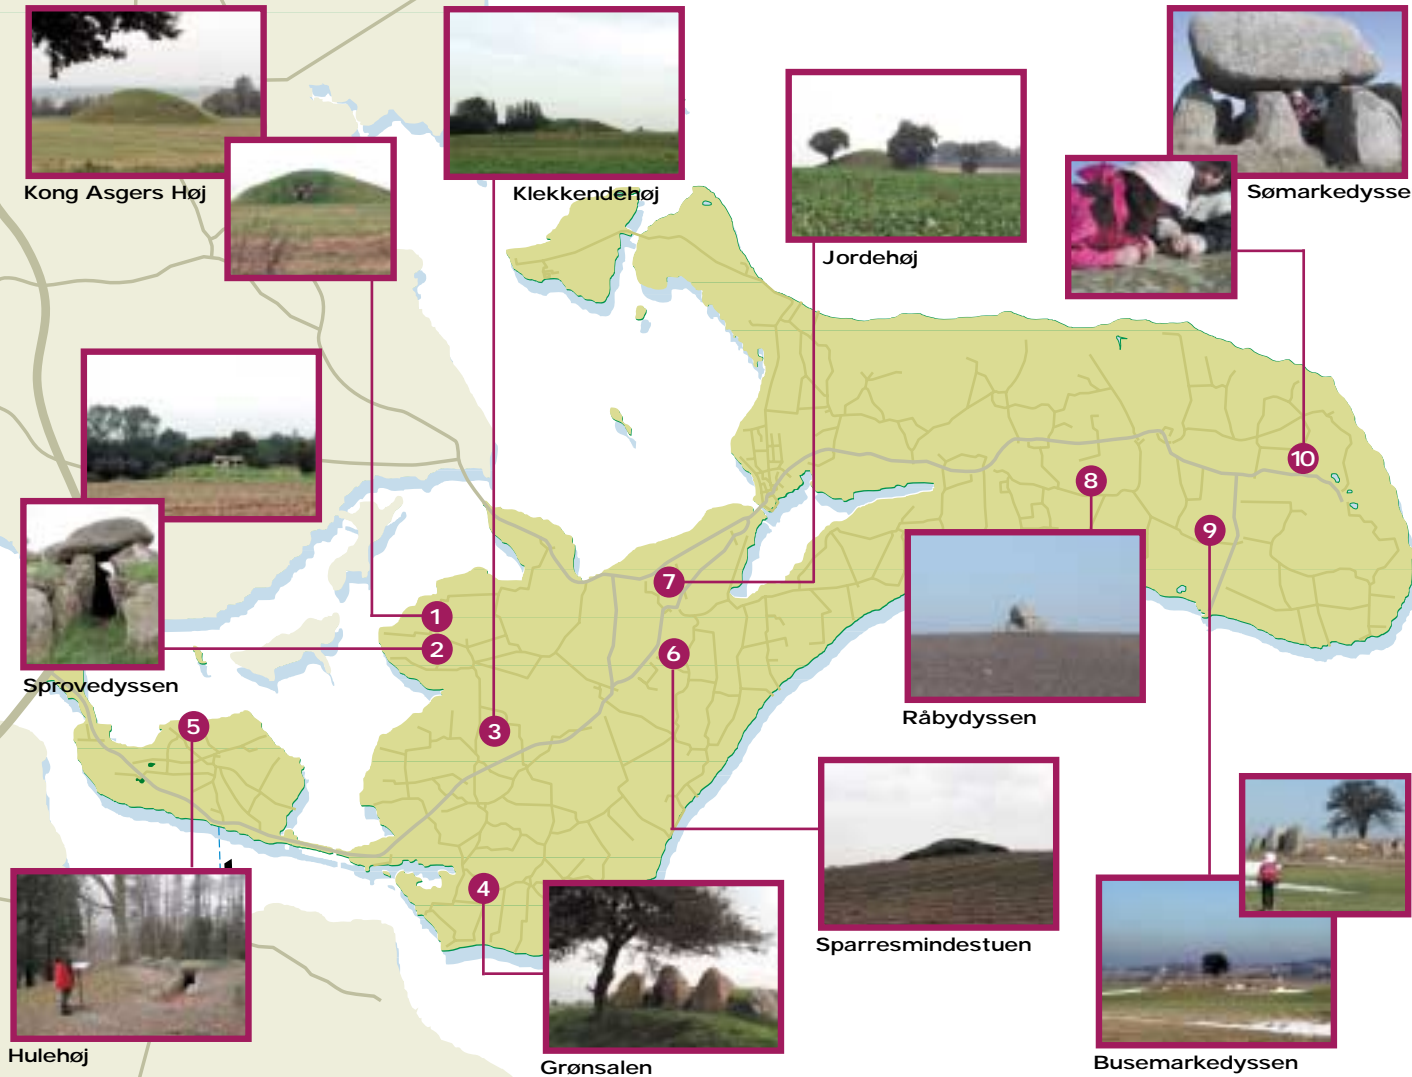 Kong Asgers Høj
Klekkendehøj
Jordehøj
Sømarkedysse
10
8
9
7
1
2
6
Sprovedyssen
Råbydyssen
5
3
4
Sparresmindestuen
Hulehøj
Grønsalen
Busemarkedyssen